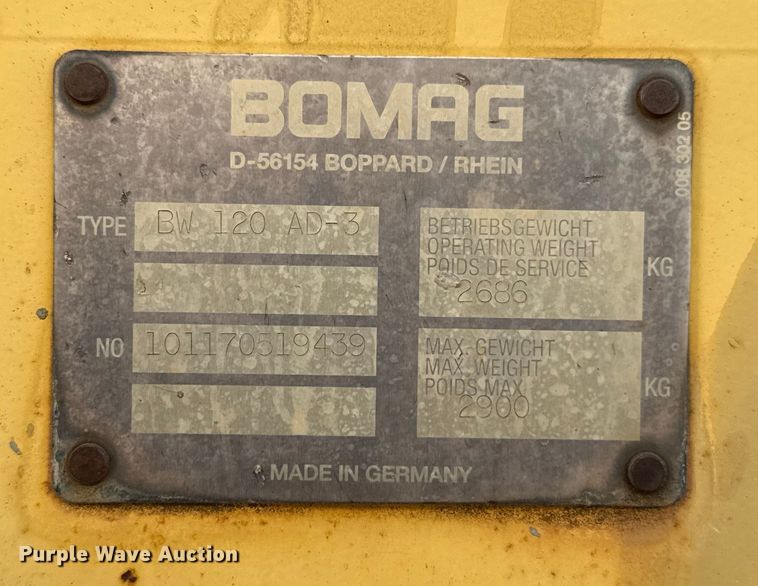 BOMAG
D-56154 BOPPARD / RHEIN
008 302 05
TYPE BW 120 AD-3
BETRIEBSGEWICHT
OPERATING WEIGHT
POIDS DE SERVICE
2686 KG
NO 101170519439
MAX. GEWICHT
MAX. WEIGHT
POIDS MAX.
2900 KG
MADE IN GERMANY
Purple Wave Auction